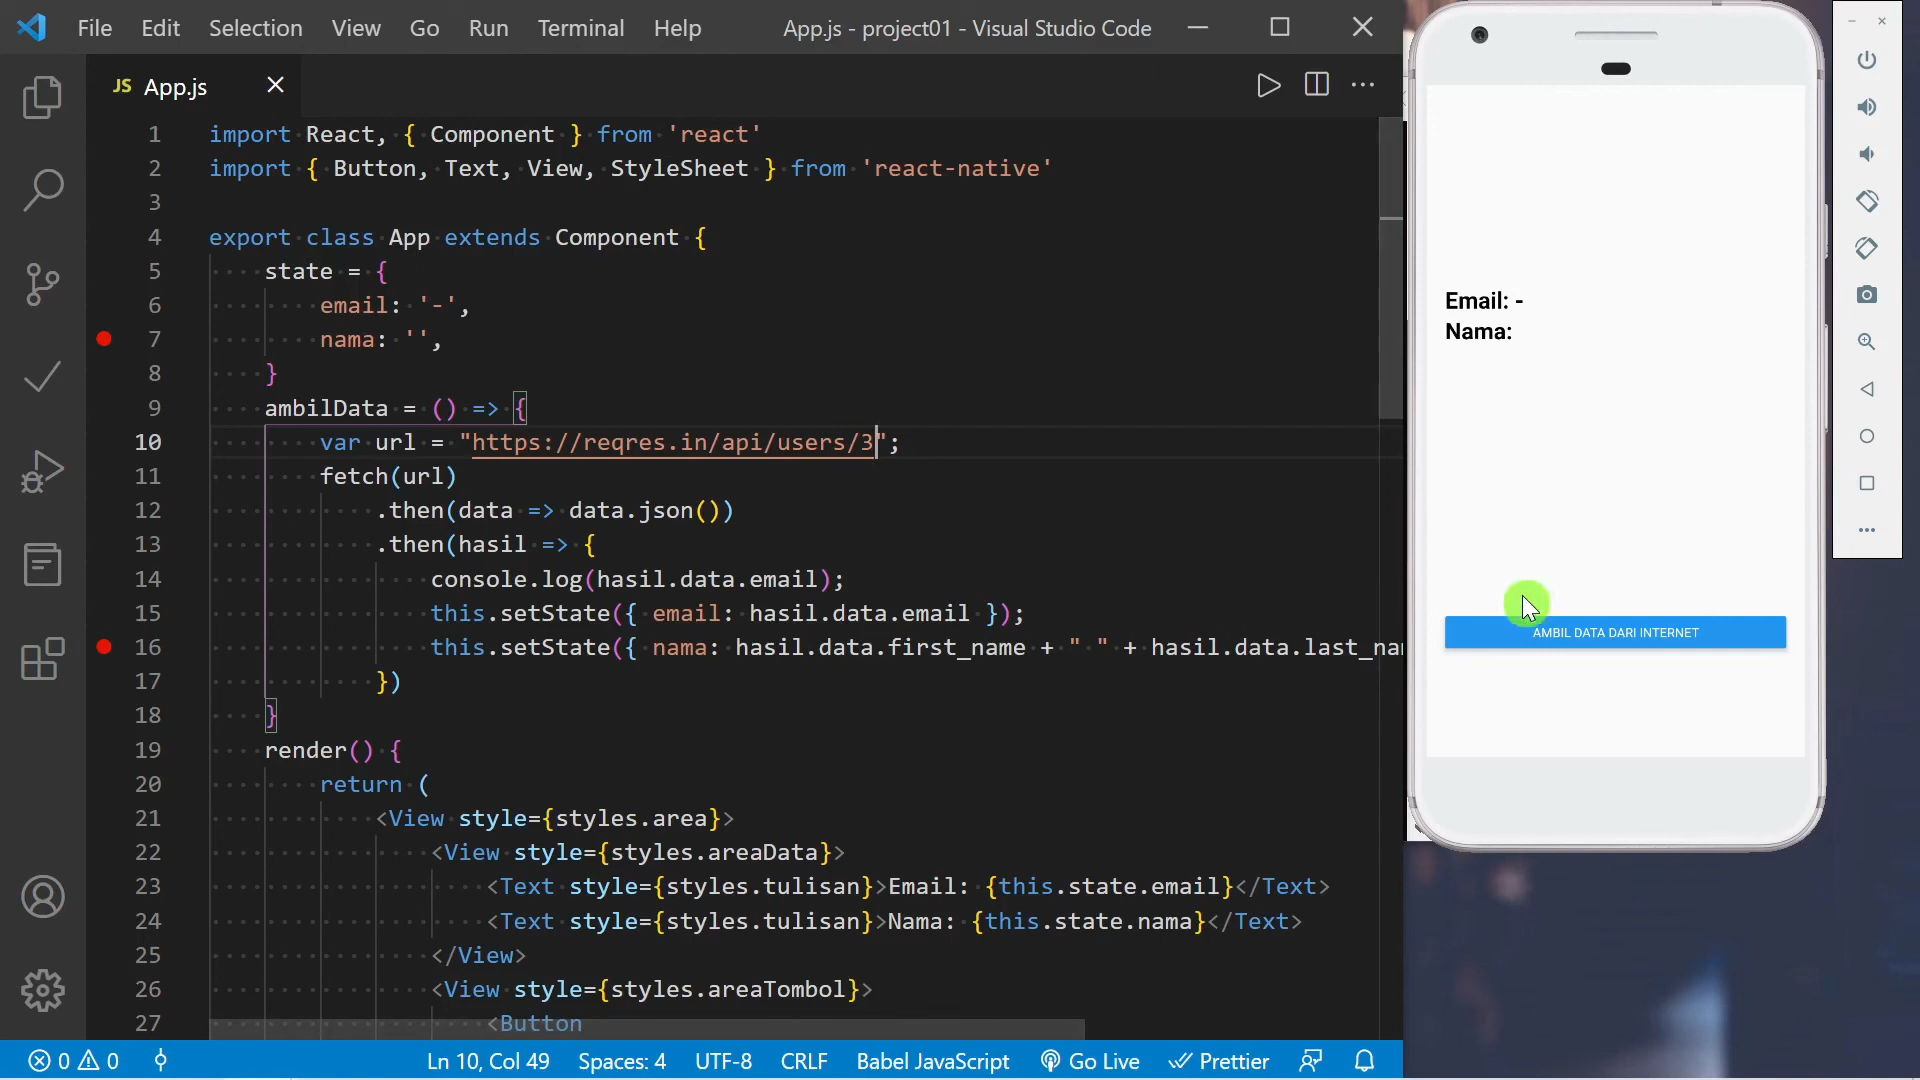 File Edit Selection View Go Run Terminal Help App.js - project01 - Visual Studio Code
JS App.js
1 import React, { Component } from 'react'
2 import { Button, Text, View, StyleSheet } from 'react-native'
3
4 export class App extends Component {
5 state = {
6 email: '-',
7 nama: '',
8 }
9 ambilData = () => {
10 var url = "https://reqres.in/api/users/3";
11 fetch(url)
12 .then(data => data.json())
13 .then(hasil => {
14 console.log(hasil.data.email);
15 this.setState({ email: hasil.data.email });
16 this.setState({ nama: hasil.data.first_name + " " + hasil.data.last_na
17 })
18 }
19 render() {
20 return (
21 <View style={styles.area}>
22 <View style={styles.areaData}>
23 <Text style={styles.tulisan}>Email: {this.state.email}</Text>
24 <Text style={styles.tulisan}>Nama: {this.state.nama}</Text>
25 </View>
26 <View style={styles.areaTombol}>
27 <Button
0 0 Ln 10, Col 49 Spaces: 4 UTF-8 CRLF Babel JavaScript Go Live Prettier
Email: -
Nama:
AMBIL DATA DARI INTERNET